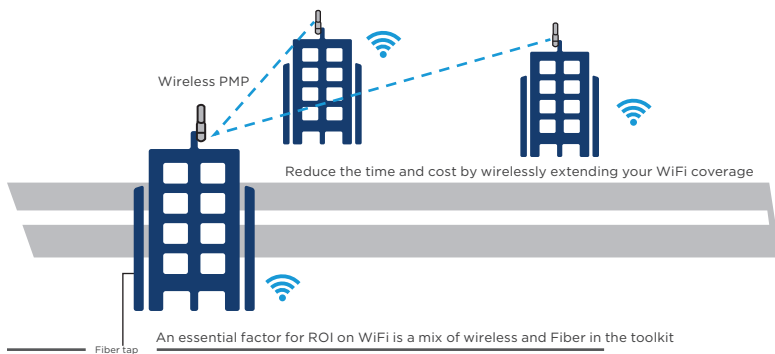 Wireless PMP
Reduce the time and cost by wirelessly extending your WiFi coverage
An essential factor for ROI on WiFi is a mix of wireless and Fiber in the toolkit
Fiber tap